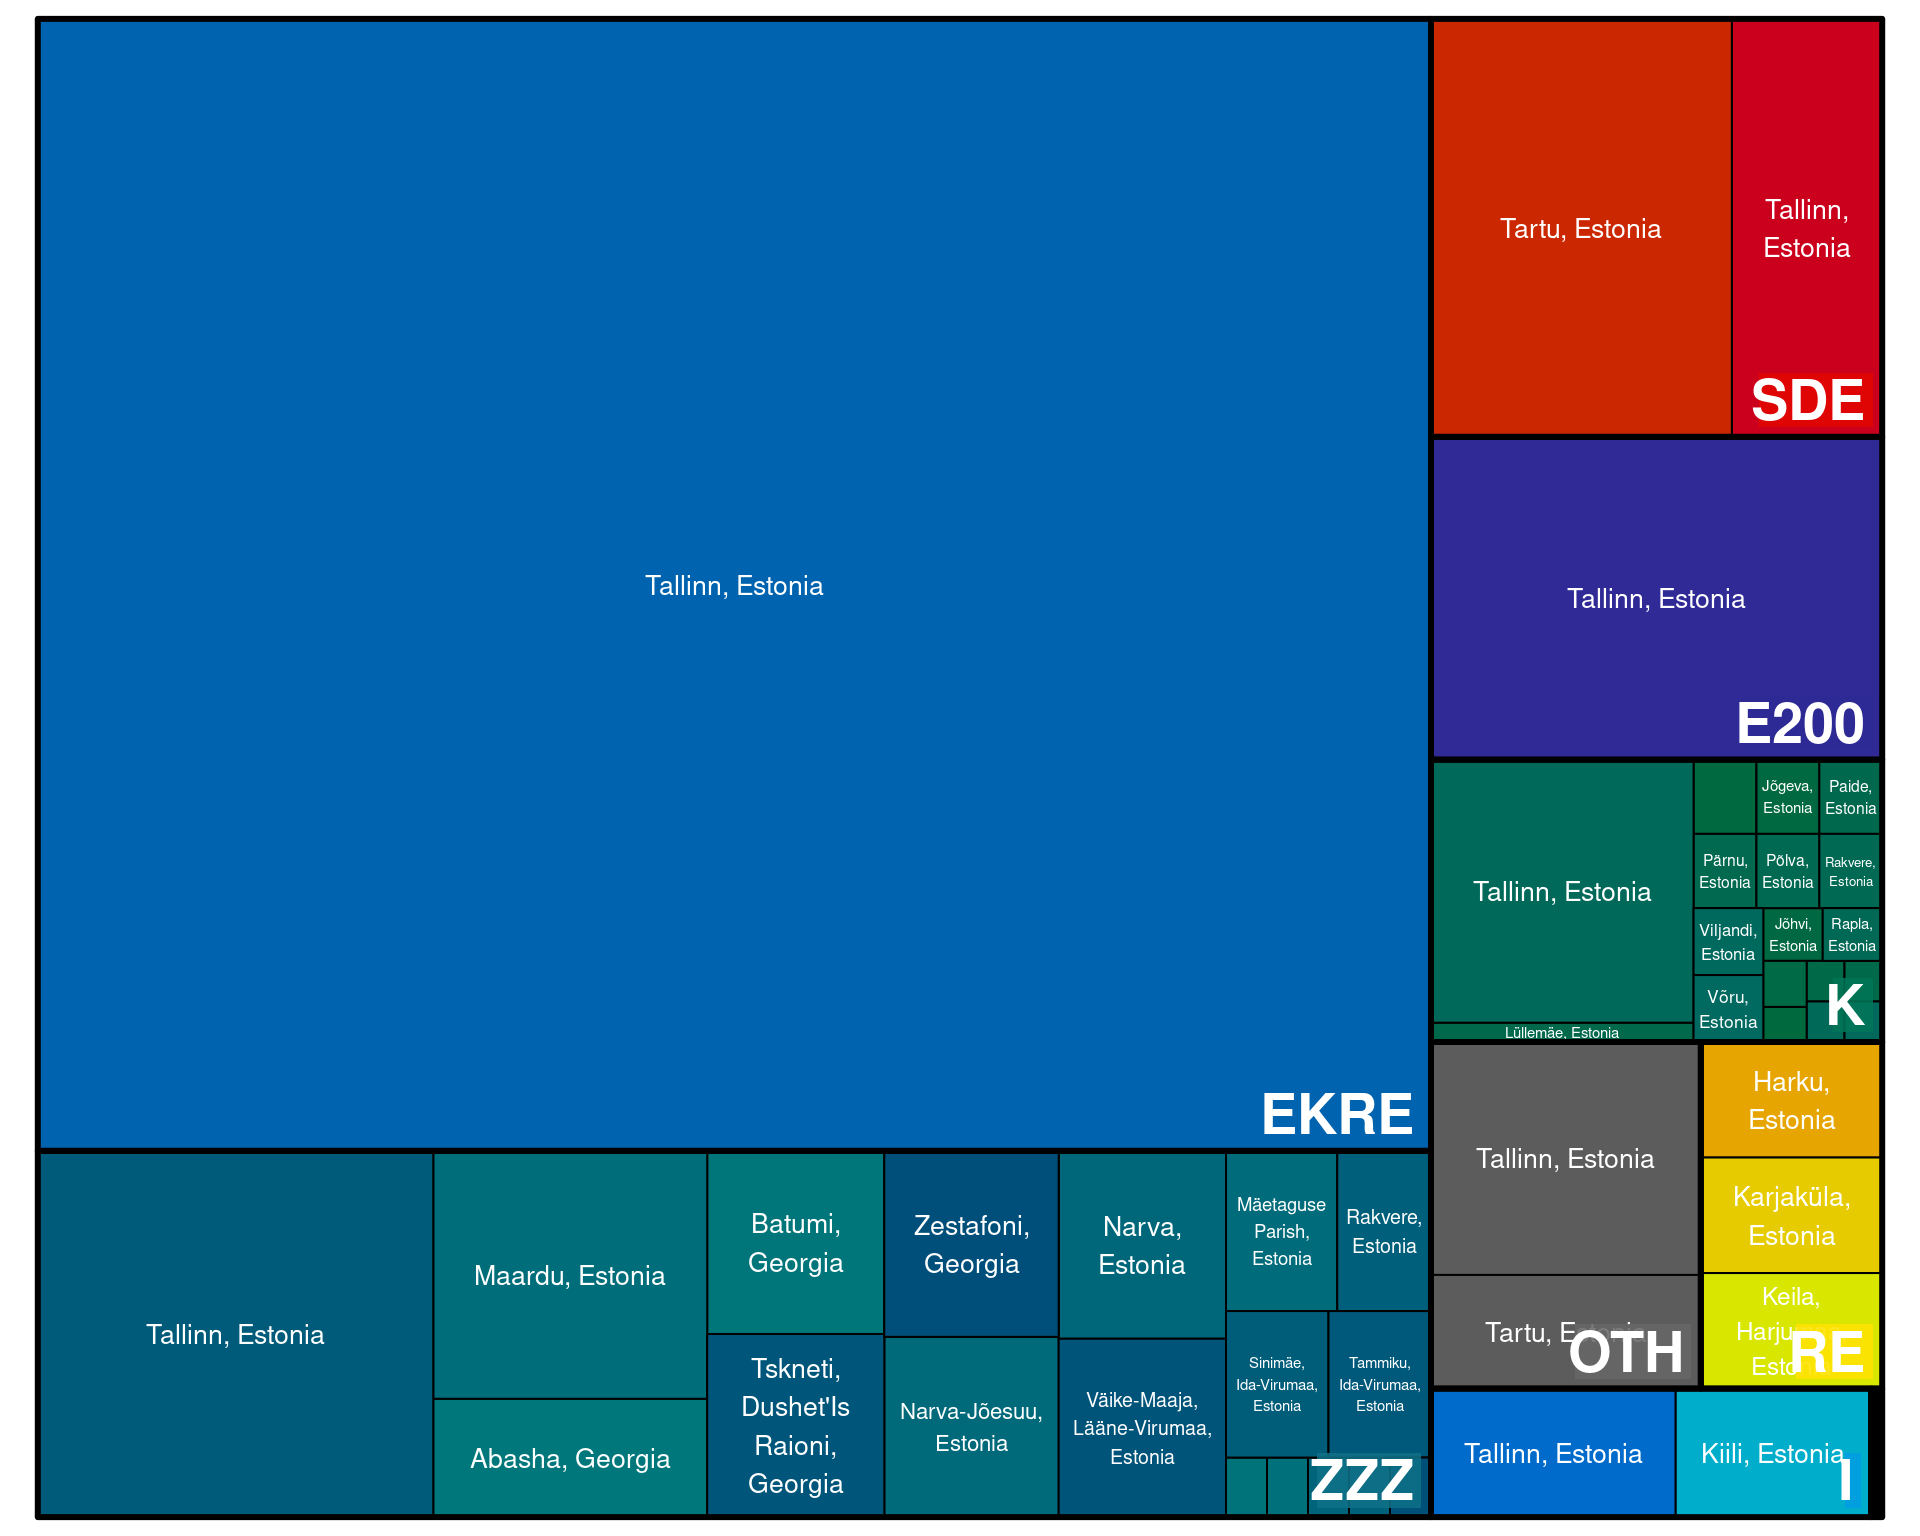 Tallinn, Estonia
EKRE
Tartu, Estonia
Tallinn,
Estonia
SDE
Tallinn, Estonia
E200
Tallinn, Estonia
Lüllemäe, Estonia
Jõgeva,
Estonia
Paide,
Estonia
Pärnu,
Estonia
Põlva,
Estonia
Rakvere,
Estonia
Viljandi,
Estonia
Jõhvi,
Estonia
Rapla,
Estonia
Võru,
Estonia
K
Tallinn, Estonia
Tartu, Estonia
OTH
Harku,
Estonia
Karjaküla,
Estonia
Keila,
Estonia
RE
Tallinn, Estonia
Kiili, Estonia
I
Tallinn, Estonia
Maardu, Estonia
Abasha, Georgia
Batumi,
Georgia
Tskneti,
Dushet'Is
Raioni,
Georgia
Zestafoni,
Georgia
Narva-Jõesuu,
Estonia
Narva,
Estonia
Väike-Maaja,
Lääne-Virumaa,
Estonia
Mäetaguse
Parish,
Estonia
Rakvere,
Estonia
Sinimäe,
Ida-Virumaa,
Estonia
Tammiku,
Ida-Virumaa,
Estonia
ZZZ